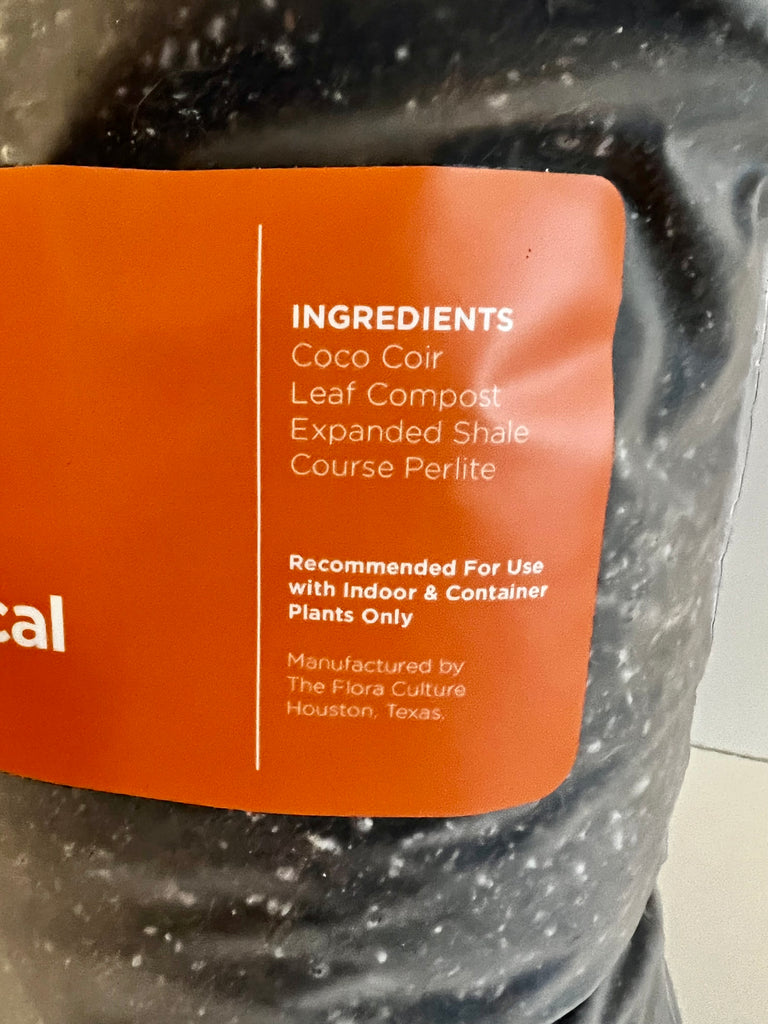 INGREDIENTS
Coco Coir
Leaf Compost
Expanded Shale
Course Perlite
Recommended For Use
with Indoor & Container
Plants Only
cal
Manufactured by
The Flora Culture
Houston, Texas.